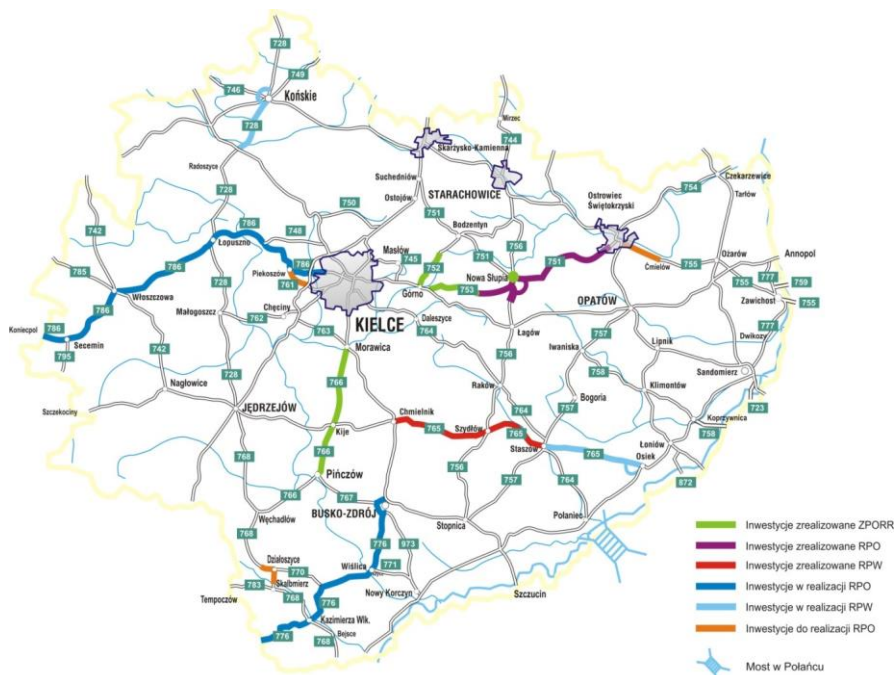 728
749
746
Końskie
728
Mirzec
744
Skarżysko-Kamienna
Radoszyce
Suchedniów
STARACHOWICE
Ostrowiec
Świętokrzyski
754
Czekarzewice
Tarłów
728
Ostojów
742
750
751
Bodzentyn
786
748
Łopuszno
Masłów
745
751
756
751
Ożarów
Annopol
785
786
786
Piekoszów
752
Nowa Słupia
Ćmielów
755
755
777
759
Włoszczowa
761
Górno
753
OPATÓW
Zawichost
755
786
728
Chęciny
Koniecpol
786
Małogoszcz
762
KIELCE
Daleszyce
Łagów
777
Secemin
763
764
757
Dwikozy
795
Morawica
756
Iwaniska
Lipnik
742
728
766
758
Sandomierz
Nagłowice
Raków
Klimontów
Szczekociny
JĘDRZEJÓW
764
757
Bogoria
723
Chmielnik
Koprzywnica
Kije
765
Szydłów
765
758
768
766
Staszów
765
Łoniów
Osiek
Pińczów
756
872
766
767
757
764
BUSKO-ZDRÓJ
Węchadłów
Stopnica
Połaniec
768
776
973
Działoszyce
Wiślica
770
771
783
Skalbmierz
Nowy Korczyn
Szczucin
Tempoczów
768
776
Kazimierza Wlk.
776
768
Bejsce
Inwestycje zrealizowane ZPORR
Inwestycje zrealizowane RPO
Inwestycje zrealizowane RPW
Inwestycje w realizacji RPO
Inwestycje w realizacji RPW
Inwestycje do realizacji RPO
Most w Połańcu